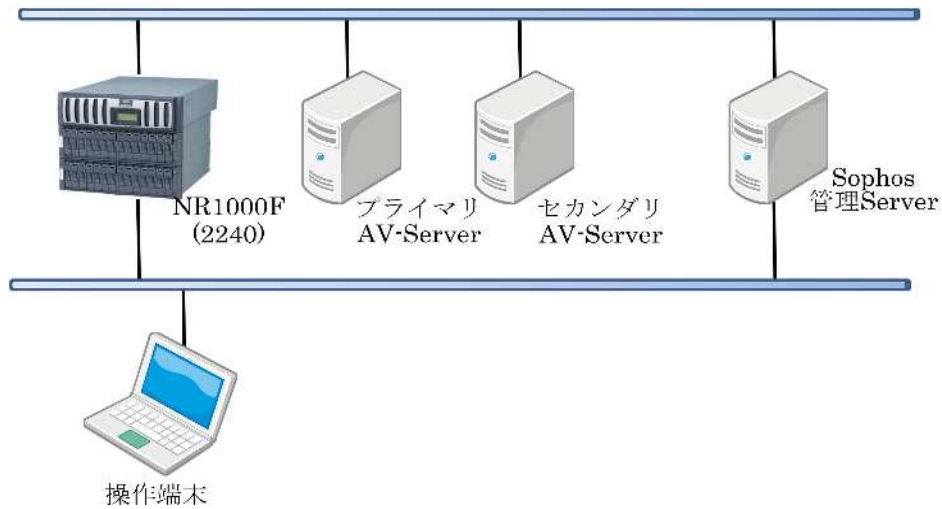 NR1000F
(2240)
プライマリ
AV-Server
セカンダリ
AV-Server
Sophos
管理Server
操作端末